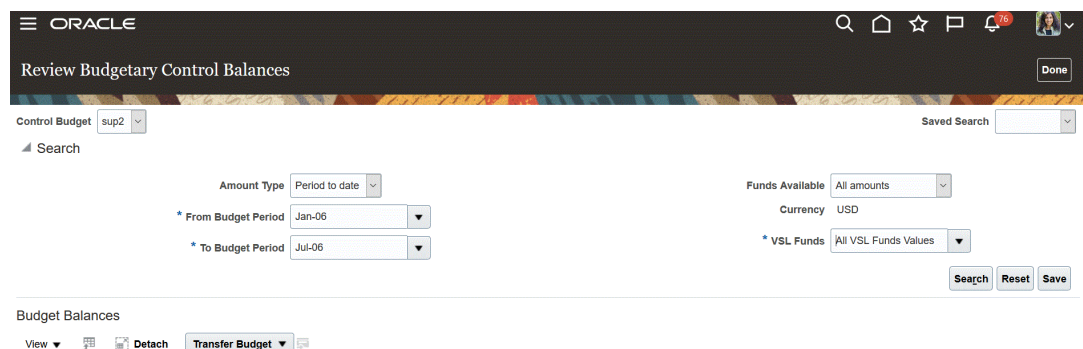 ORACLE
76
Review Budgetary Control Balances
Done
Control Budget sup2
Saved Search
Search
Amount Type Period to date
Funds Available All amounts
* From Budget Period Jan-06
Currency USD
* To Budget Period Jul-06
* VSL Funds All VSL Funds Values
Search Reset Save
Budget Balances
View Detach Transfer Budget